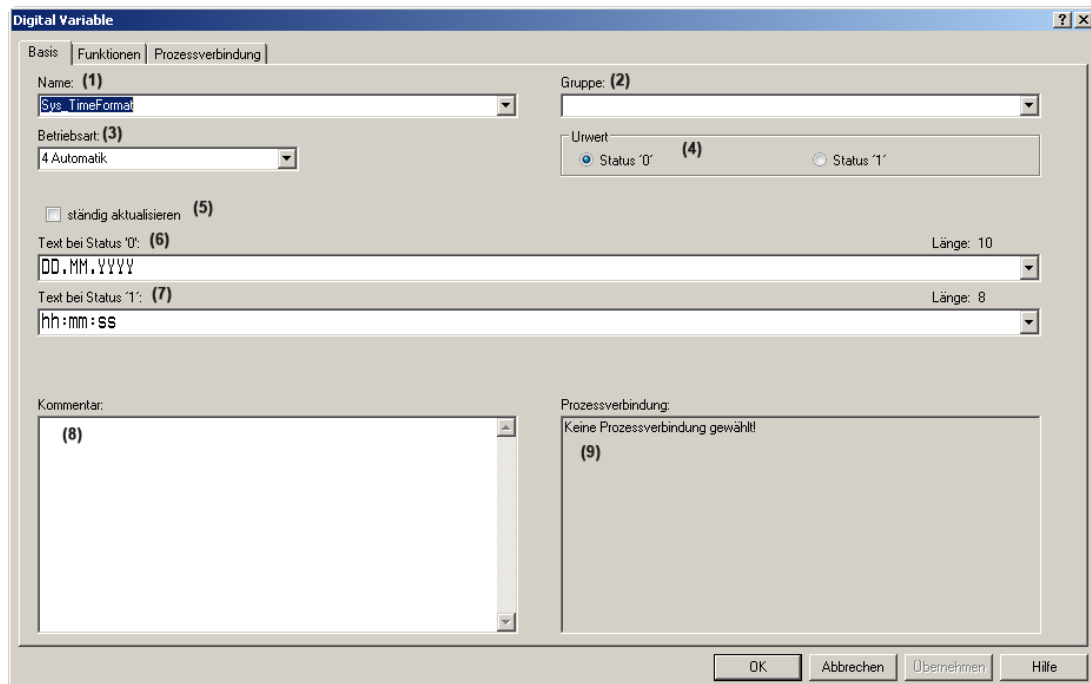 Digital Variable
Basis Funktionen Prozessverbindung
Name: (1) Gruppe: (2)
Sys_TimeFormat
Betriebsart: (3) Urwert
4 Automatik Status ´0´ (4) Status ´1´
ständig aktualisieren (5)
Text bei Status '0': (6) Länge: 10
DD.MM.YYYY
Text bei Status ´1´: (7) Länge: 8
hh:mm:ss
Kommentar: Prozessverbindung:
(8) Keine Prozessverbindung gewählt!
(9)
OK Abbrechen Übernehmen Hilfe